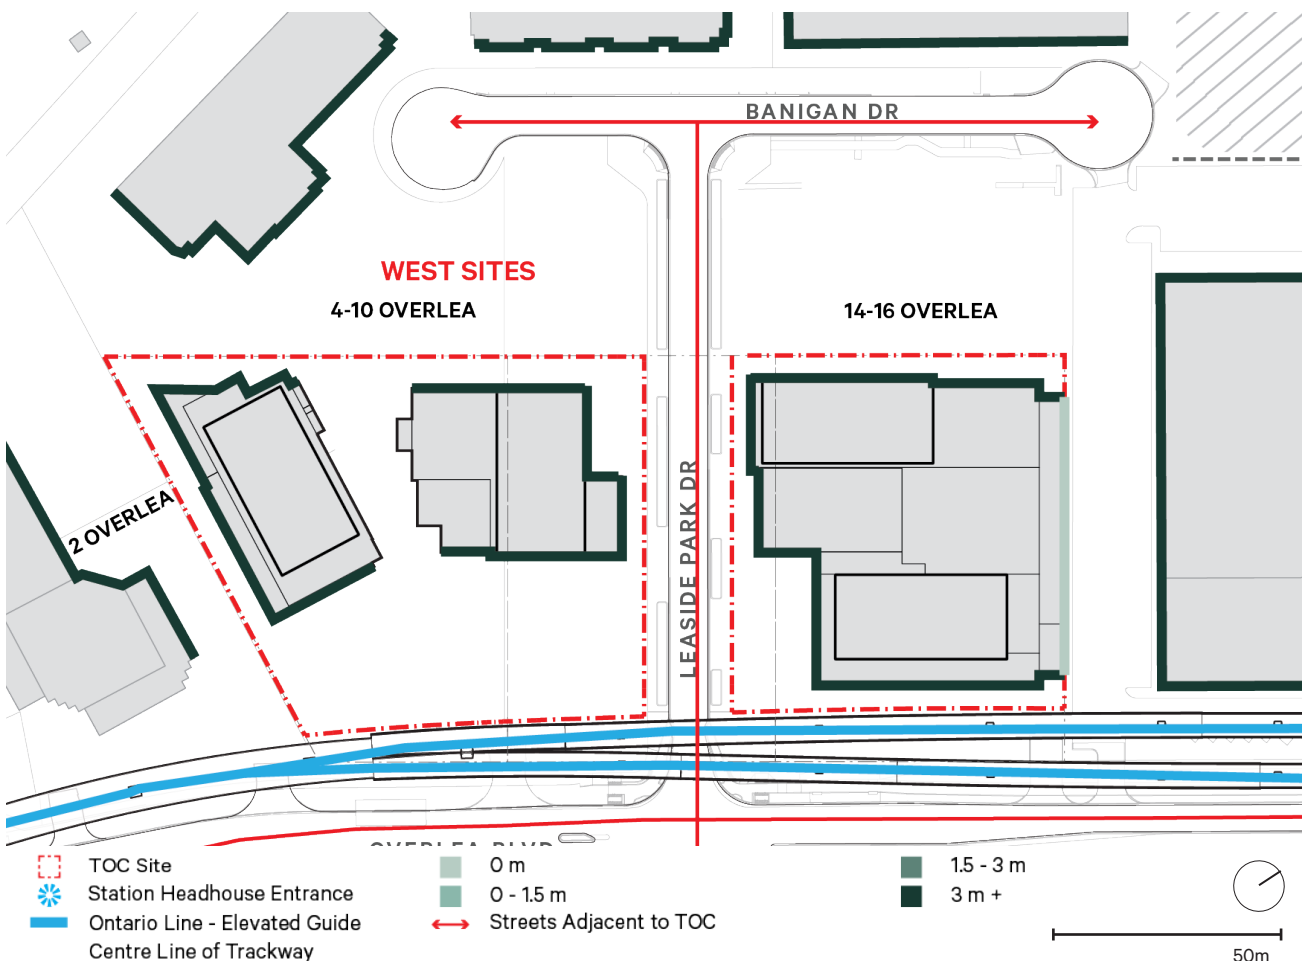 BANIGAN DR
WEST SITES
4-10 OVERLEA
14-16 OVERLEA
2 OVERLEA
LEASIDE PARK DR
OVERLEA BLVD
TOC Site
Station Headhouse Entrance
Ontario Line - Elevated Guide
Centre Line of Trackway
0 m
0 - 1.5 m
Streets Adjacent to TOC
1.5 - 3 m
3 m +
50m